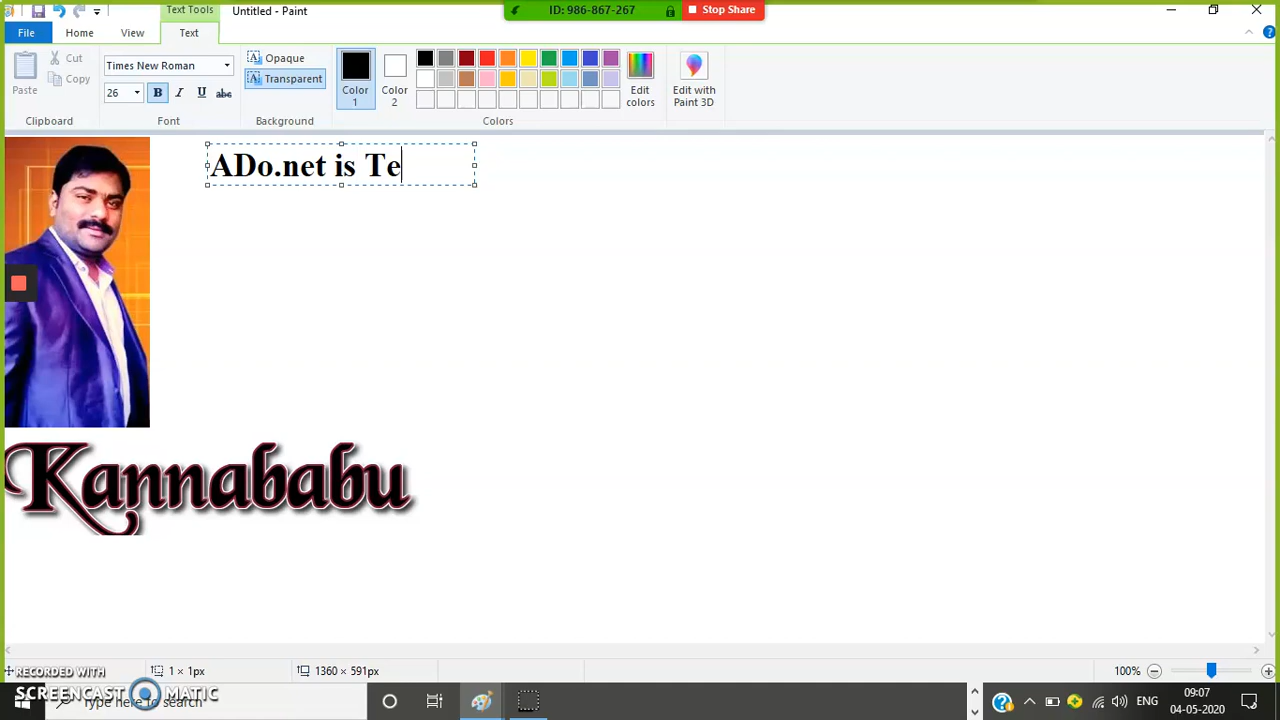 Text Tools
Untitled - Paint
ID: 986-867-267
Stop Share
File
Home
View
Text
Paste
Cut
Copy
Clipboard
Times New Roman
26
B I U abc
Font
Opaque
Transparent
Background
Color 1
Color 2
Edit colors
Colors
Edit with Paint 3D
ADo.net is Te
Kannababu
1 × 1px
1360 × 591px
100%
RECORDED WITH
SCREENCAST MATIC
Type here to search
ENG
09:07
04-05-2020